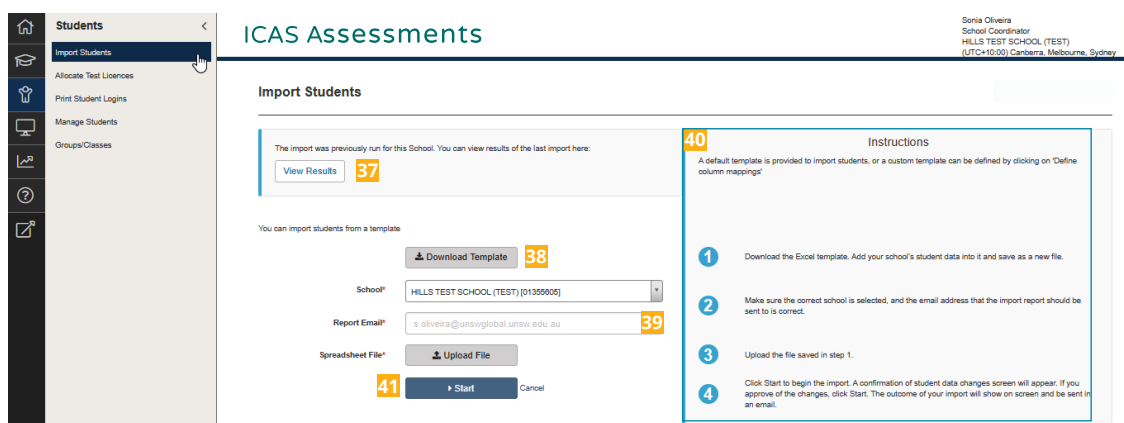 Students
Import Students
Allocate Test Licences
Print Student Logins
Manage Students
Groups/Classes
ICAS Assessments
Sonia Oliveira
School Coordinator
HILLS TEST SCHOOL (TEST)
(UTC+10:00) Canberra, Melbourne, Sydney
Import Students
The import was previously run for this School. You can view results of the last import here:
View Results
37
You can import students from a template
Download Template
38
School*
HILLS TEST SCHOOL (TEST) [01355605]
Report Email*
s.oliveira@unswglobal.unsw.edu.au
39
Spreadsheet File*
Upload File
41
Start
Cancel
40
Instructions
A default template is provided to import students, or a custom template can be defined by clicking on 'Define
column mappings'
1
Download the Excel template. Add your school's student data into it and save as a new file.
2
Make sure the correct school is selected, and the email address that the import report should be
sent to is correct.
3
Upload the file saved in step 1.
4
Click Start to begin the import. A confirmation of student data changes screen will appear. If you
approve of the changes, click Start. The outcome of your import will show on screen and be sent in
an email.